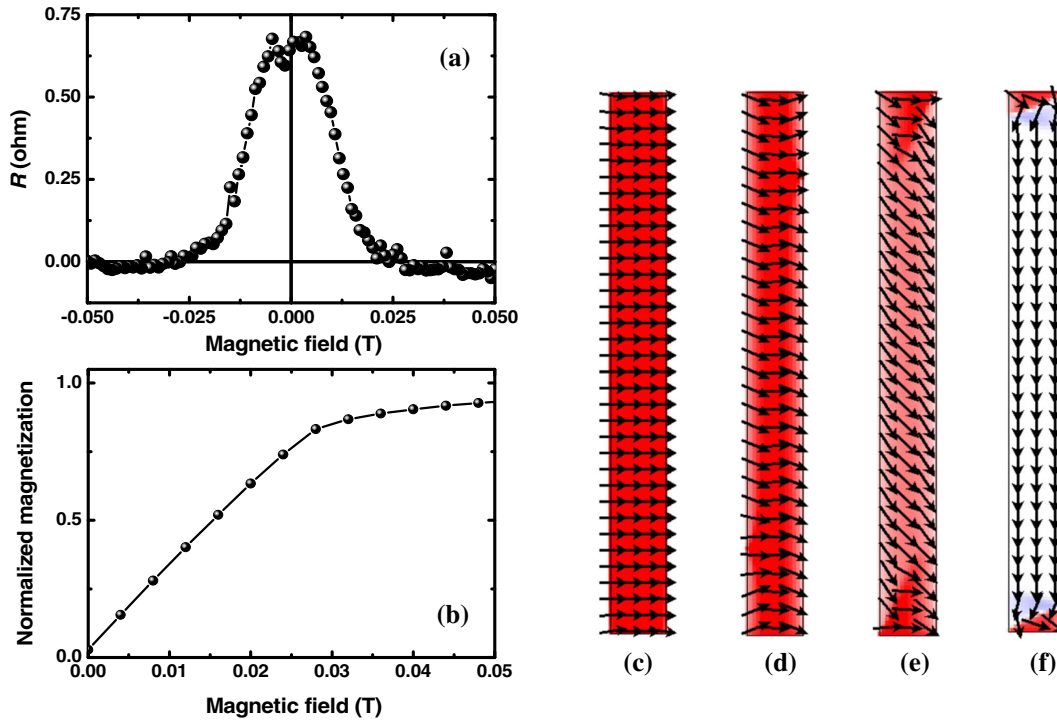 0.75
0.50
0.25
0.00
R (ohm)
(a)
-0.050 -0.025 0.000 0.025 0.050
Magnetic field (T)
1.0
0.5
0.0
Normalized magnetization
(b)
0.00 0.01 0.02 0.03 0.04 0.05
Magnetic field (T)
(c) (d) (e) (f)